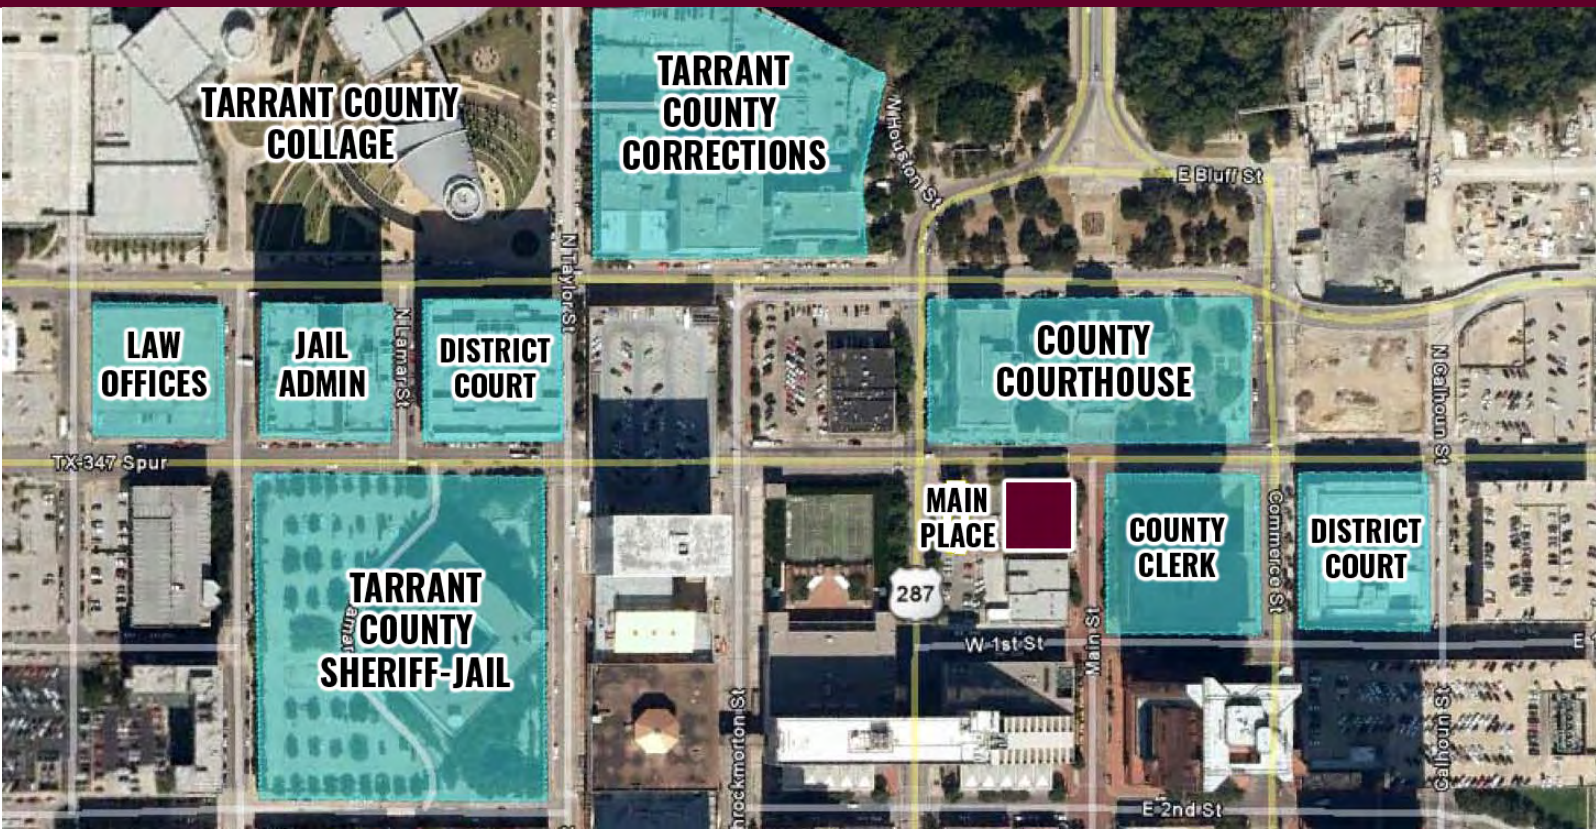 TARRANT COUNTY
COLLAGE
TARRANT
COUNTY
CORRECTIONS
N Houston St
E Bluff St
N Taylor St
LAW
OFFICES
JAIL
ADMIN
N Lamar St
DISTRICT
COURT
COUNTY
COURTHOUSE
N Calhoun St
TX-347 Spur
MAIN
PLACE
COUNTY
CLERK
Commerce St
DISTRICT
COURT
TARRANT
COUNTY
SHERIFF-JAIL
amar
287
W 1st St
Main St
E
hrockmorton St
Calhoun St
E 2nd St